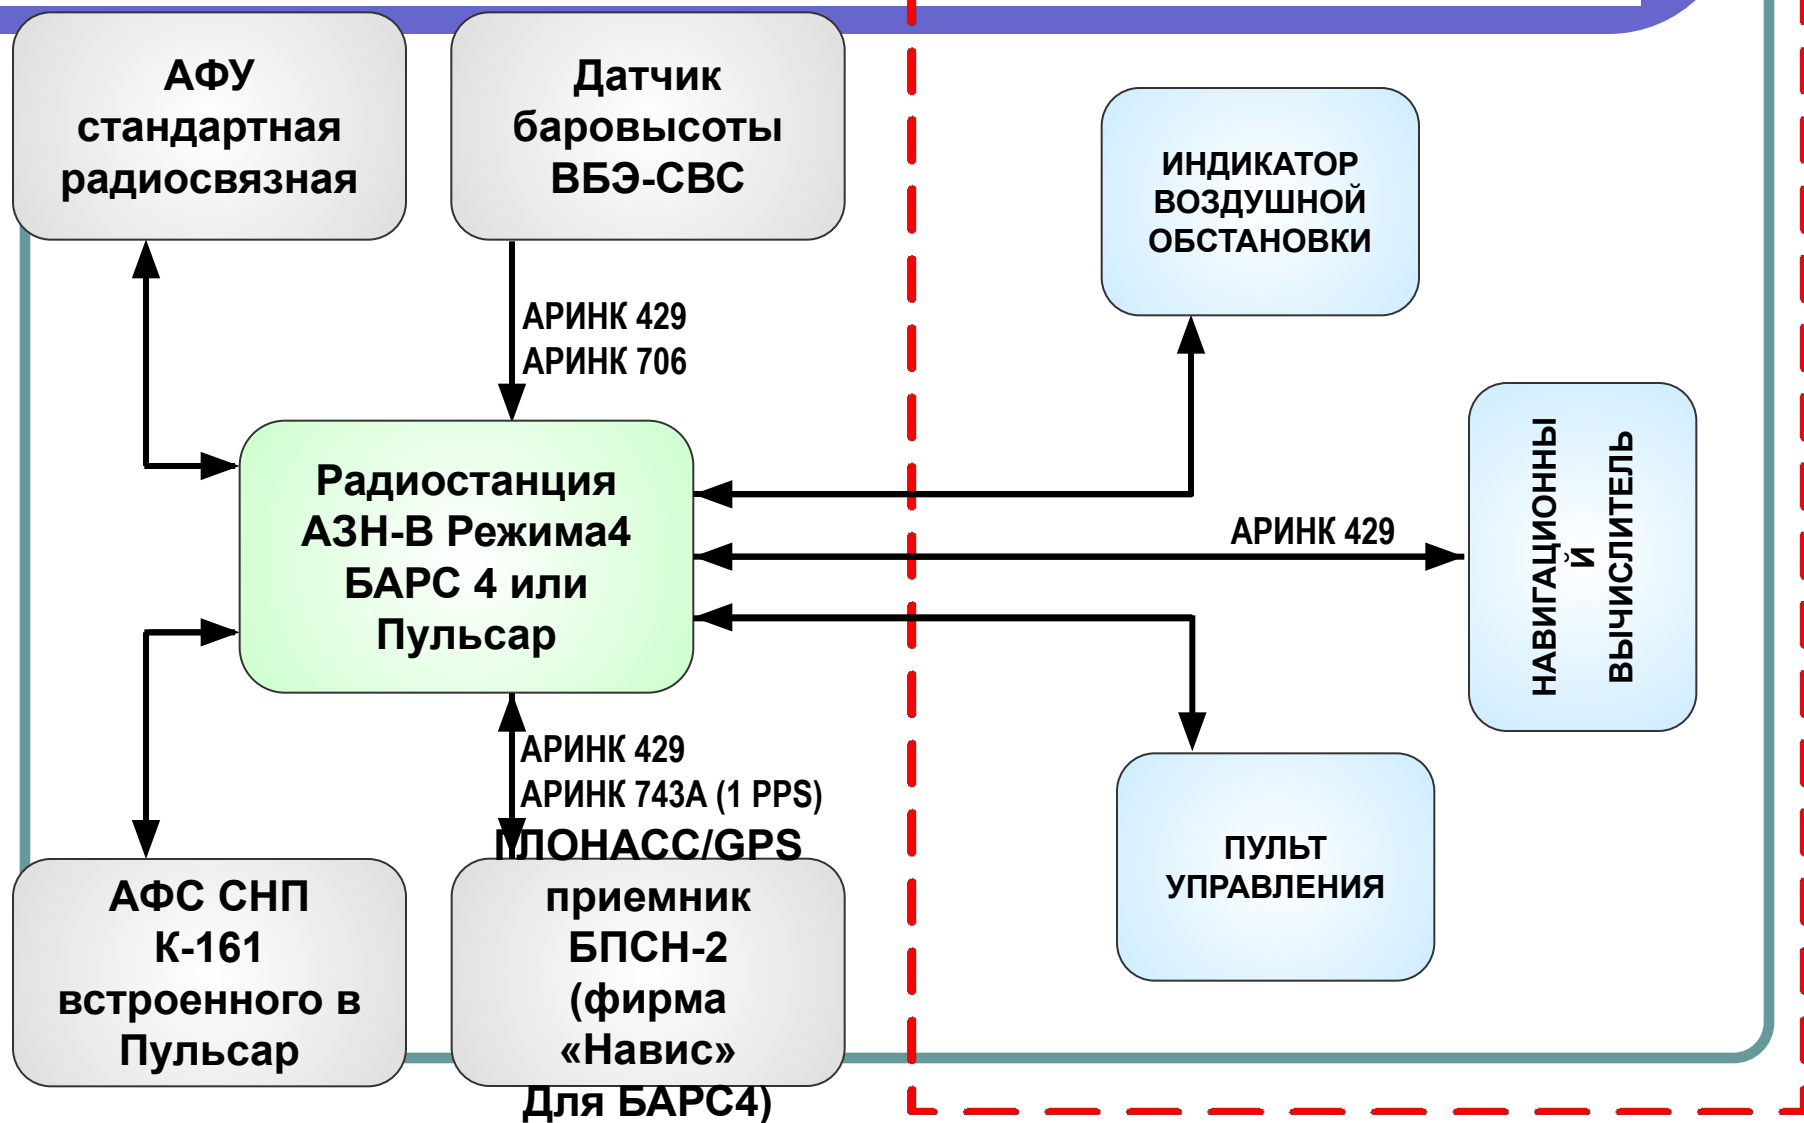 АФУ
стандартная
радиосвязная
Датчик
баровысоты
ВБЭ-СВС
ИНДИКАТОР
ВОЗДУШНОЙ
ОБСТАНОВКИ
АРИНК 429
АРИНК 706
Радиостанция
АЗН-В Режима4
БАРС 4 или
Пульсар
АРИНК 429
НАВИГАЦИОННЫ
Й
ВЫЧИСЛИТЕЛЬ
АРИНК 429
АРИНК 743А (1 PPS)
ПУЛЬТ
УПРАВЛЕНИЯ
АФС СНП
К-161
встроенного в
Пульсар
ГЛОНАСС/GPS
приемник
БПСН-2
(фирма
«Навис»
Для БАРС4)